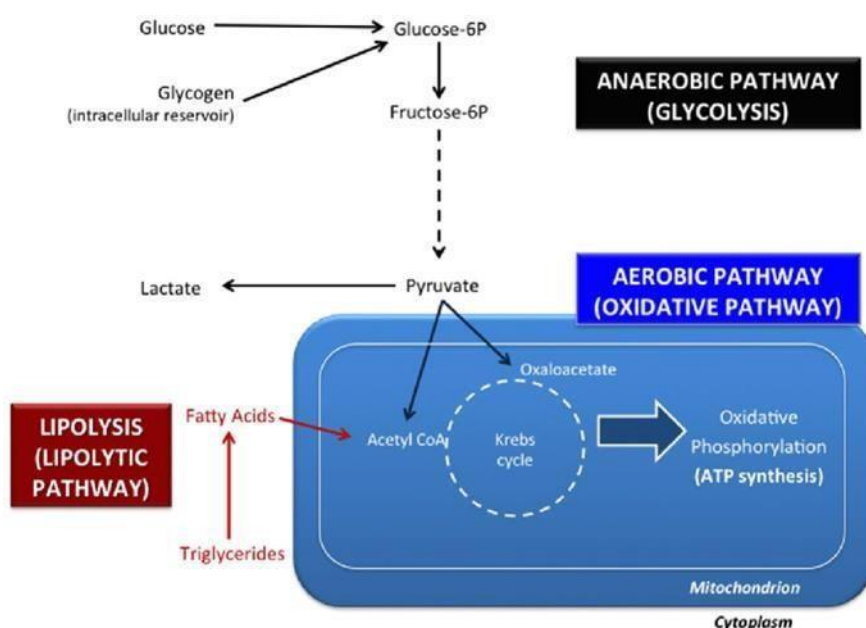 Glucose
Glucose-6P
Glycogen
(intracellular reservoir)
Fructose-6P
ANAEROBIC PATHWAY
(GLYCOLYSIS)
Lactate
Pyruvate
AEROBIC PATHWAY
(OXIDATIVE PATHWAY)
Oxaloacetate
LIPOLYSIS
(LIPOLYTIC
PATHWAY)
Fatty Acids
Acetyl CoA
Krebs
cycle
Oxidative
Phosphorylation
(ATP synthesis)
Triglycerides
Mitochondrion
Cytoplasm